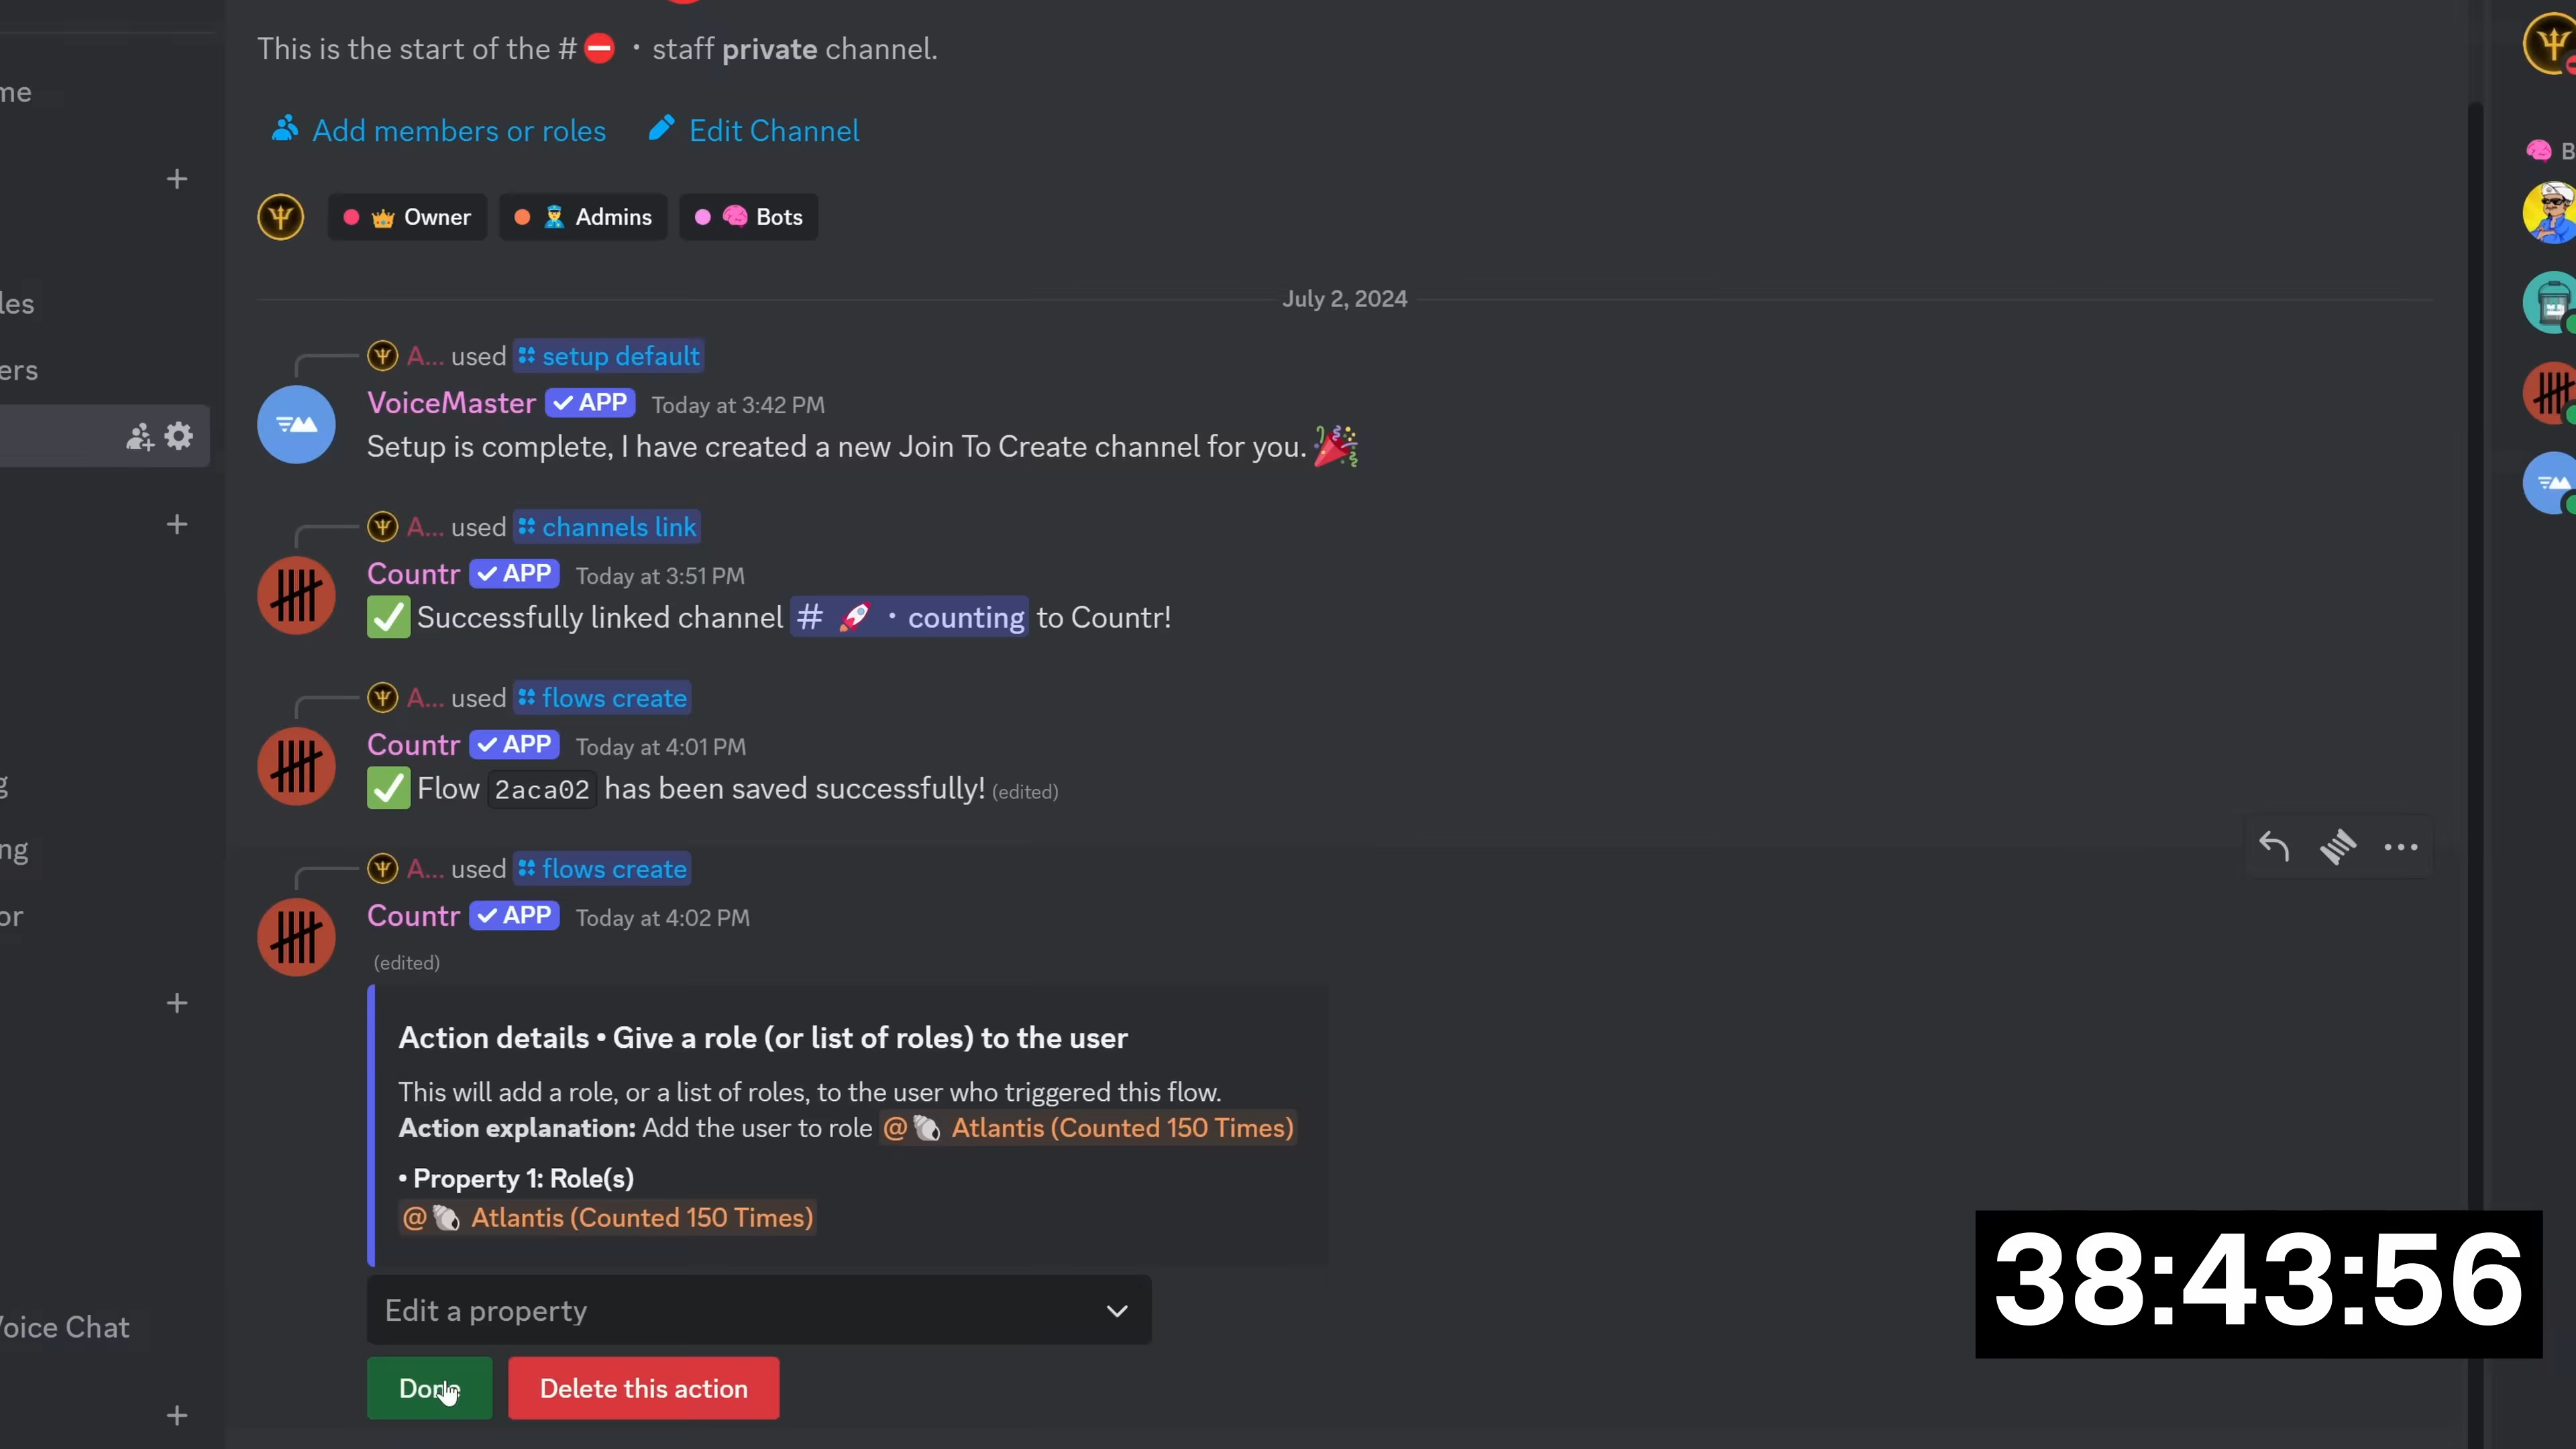 This is the start of the #⛔・staff private channel.
me
Add members or roles Edit Channel
Owner Admins Bots
B
July 2, 2024
les
A... used setup default
ers
VoiceMaster ✓ APP Today at 3:42 PM
Setup is complete, I have created a new Join To Create channel for you. 🎉
A... used channels link
Countr ✓ APP Today at 3:51 PM
✅ Successfully linked channel # 🚀・counting to Countr!
A... used flows create
Countr ✓ APP Today at 4:01 PM
✅ Flow 2aca02 has been saved successfully! (edited)
g
ng
A... used flows create
Countr ✓ APP Today at 4:02 PM
or
(edited)
Action details • Give a role (or list of roles) to the user
This will add a role, or a list of roles, to the user who triggered this flow.
Action explanation: Add the user to role @🐚 Atlantis (Counted 150 Times)
• Property 1: Role(s)
@🐚 Atlantis (Counted 150 Times)
38:43:56
Edit a property
Voice Chat
Done Delete this action